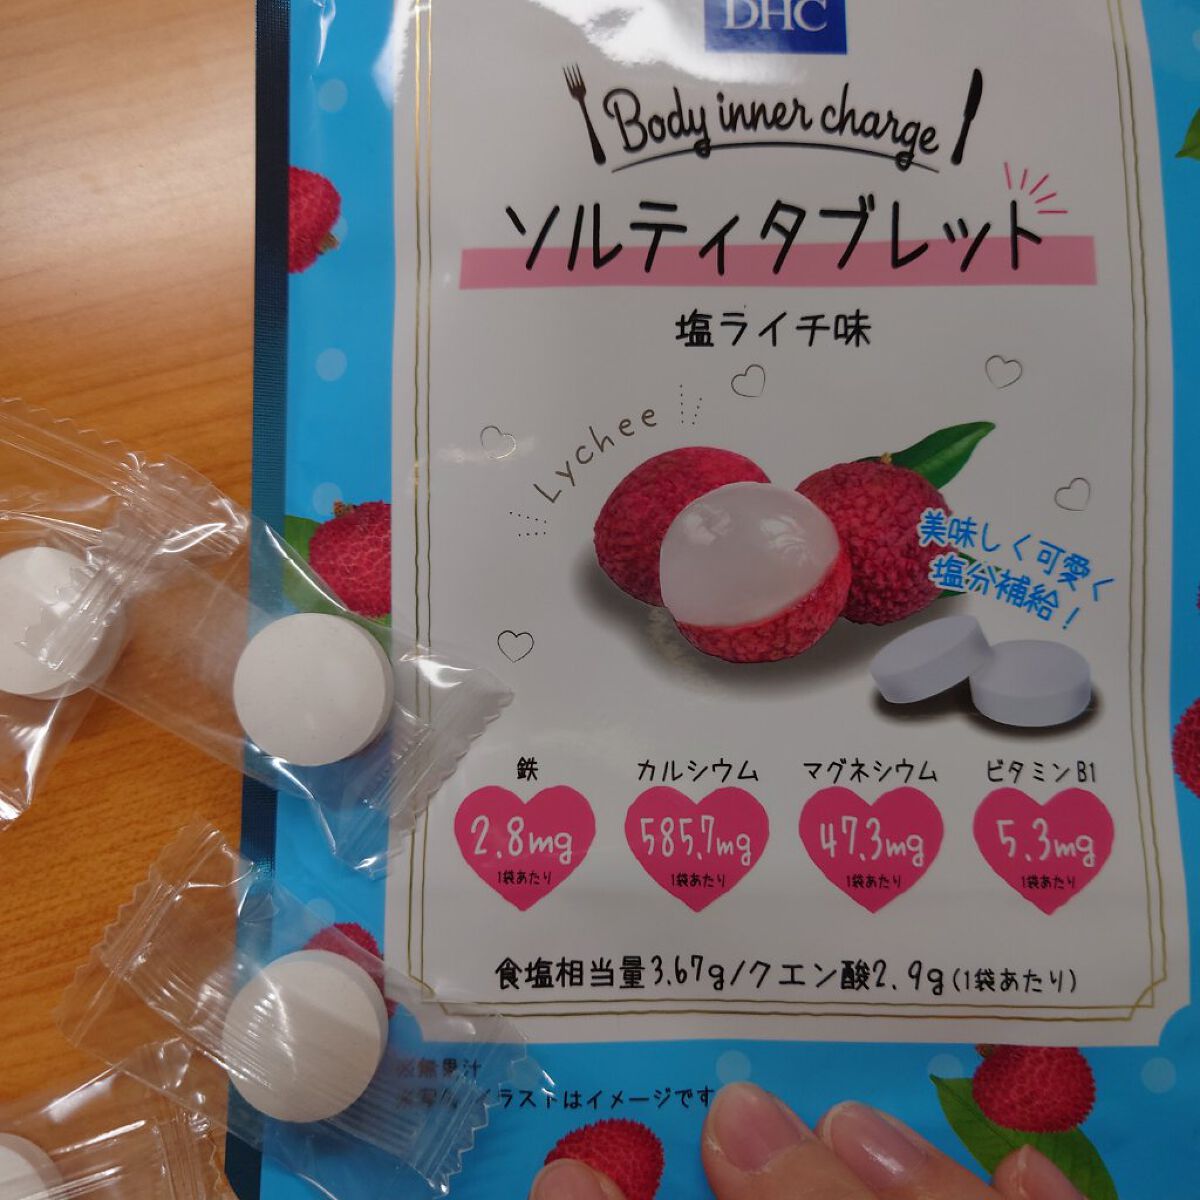 DHC
Body inner charge
ソルティタブレット
塩ライチ味
Lychee
美味しく可愛く
塩分補給！
鉄 カルシウム マグネシウム ビタミンB1
2.8mg 585.7mg 47.3mg 5.3mg
1袋あたり 1袋あたり 1袋あたり 1袋あたり
食塩相当量3.67g/クエン酸2.9g(1袋あたり)
※無果汁
イラストはイメージです